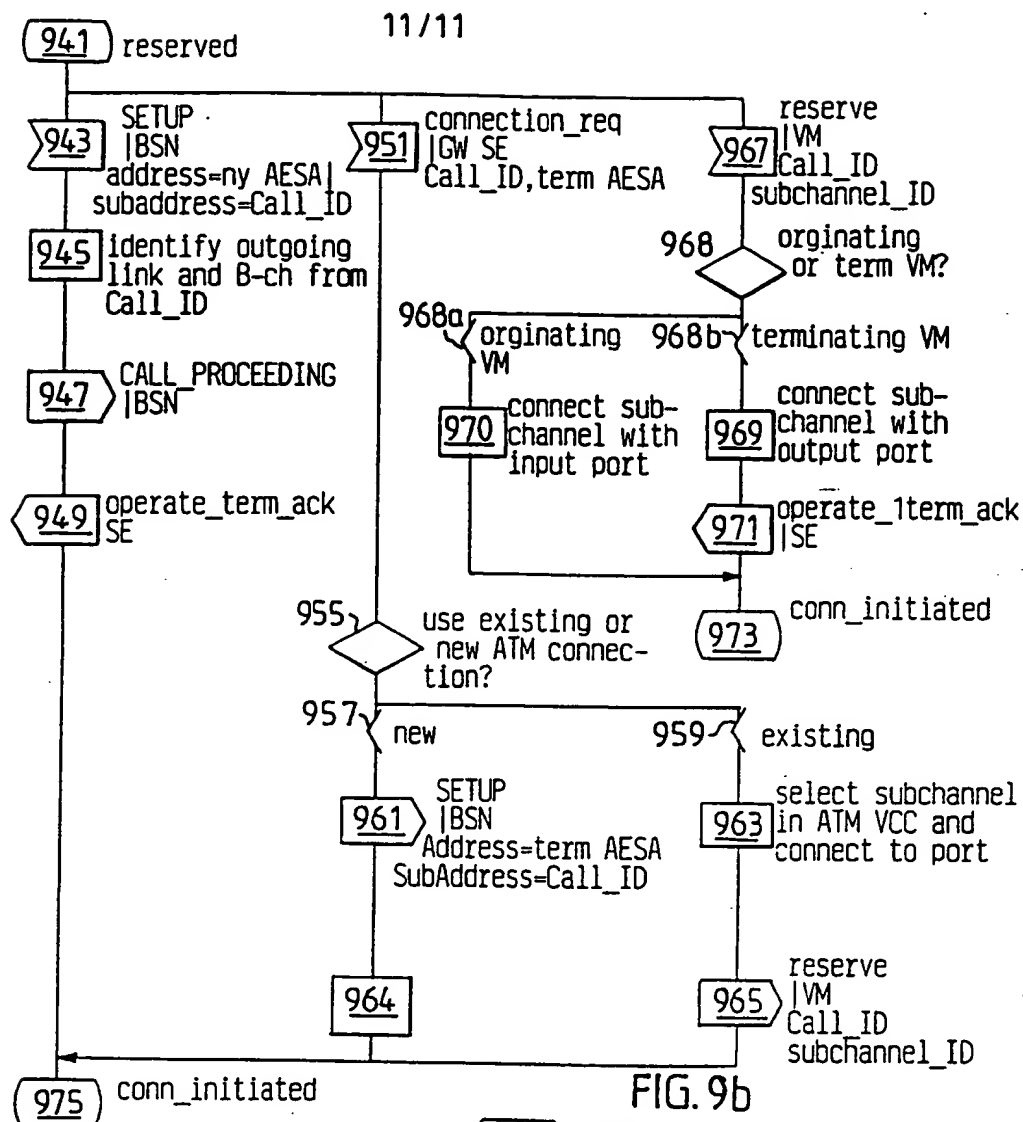 11/11
941 reserved
943 SETUP
|BSN
address=ny AESA|
subaddress=Call_ID
945 identify outgoing
link and B-ch from
Call_ID
947 CALL_PROCEEDING
|BSN
949 operate_term_ack
SE
951 connection_req
|GW SE
Call_ID,term AESA
967 reserve
|VM
Call_ID
subchannel_ID
968 orginating
or term VM?
968a orginating
VM
968b terminating VM
970 connect sub-
channel with
input port
969 connect sub-
channel with
output port
971 operate_1term_ack
|SE
973 conn_initiated
955 use existing or
new ATM connec-
tion?
957 new
959 existing
961 SETUP
|BSN
Address=term AESA
SubAddress=Call_ID
963 select subchannel
in ATM VCC and
connect to port
964
965 reserve
|VM
Call_ID
subchannel_ID
975 conn_initiated
FIG. 9b